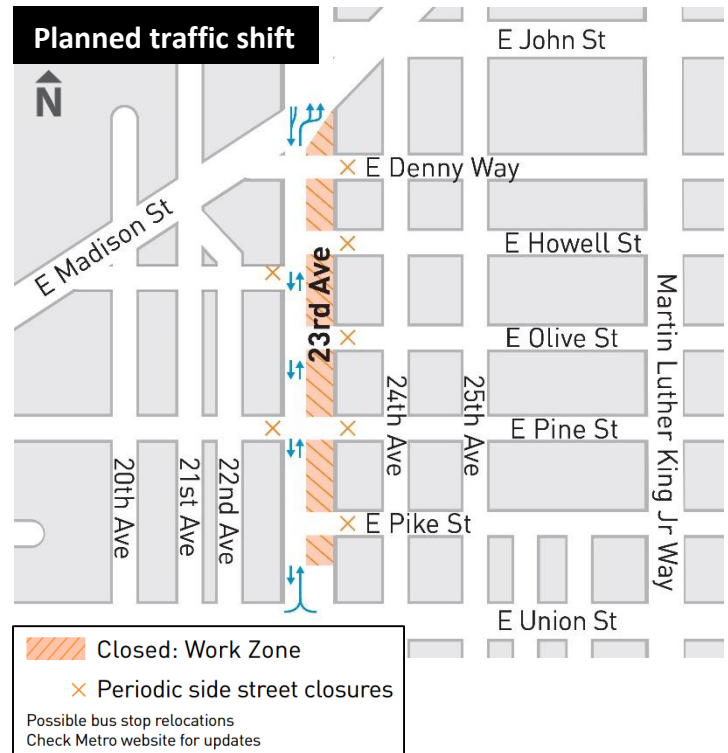 Planned traffic shift
N
E John St
E Denny Way
E Madison St
E Howell St
23rd Ave
Martin Luther King Jr Way
E Olive St
24th Ave
25th Ave
E Pine St
20th Ave
21st Ave
22nd Ave
E Pike St
E Union St
Closed: Work Zone
Periodic side street closures
Possible bus stop relocations
Check Metro website for updates